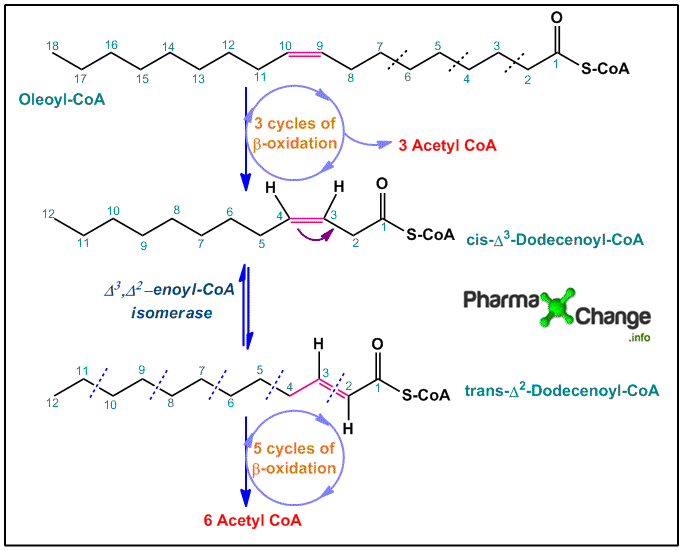 O
18 16 14 12 10 9 7 5 3 1
S-CoA
17 15 13 11 8 6 4 2
Oleoyl-CoA
3 cycles of
β-oxidation
3 Acetyl CoA
H H O
12 10 8 6 4 3 1
S-CoA
11 9 7 5 2
cis-Δ³-Dodecenoyl-CoA
Δ³,Δ²–enoyl-CoA
isomerase
Pharma
Change
.info
H O
11 9 7 5 3 1
S-CoA
12 10 8 6 4 2
H
trans-Δ²-Dodecenoyl-CoA
5 cycles of
β-oxidation
6 Acetyl CoA